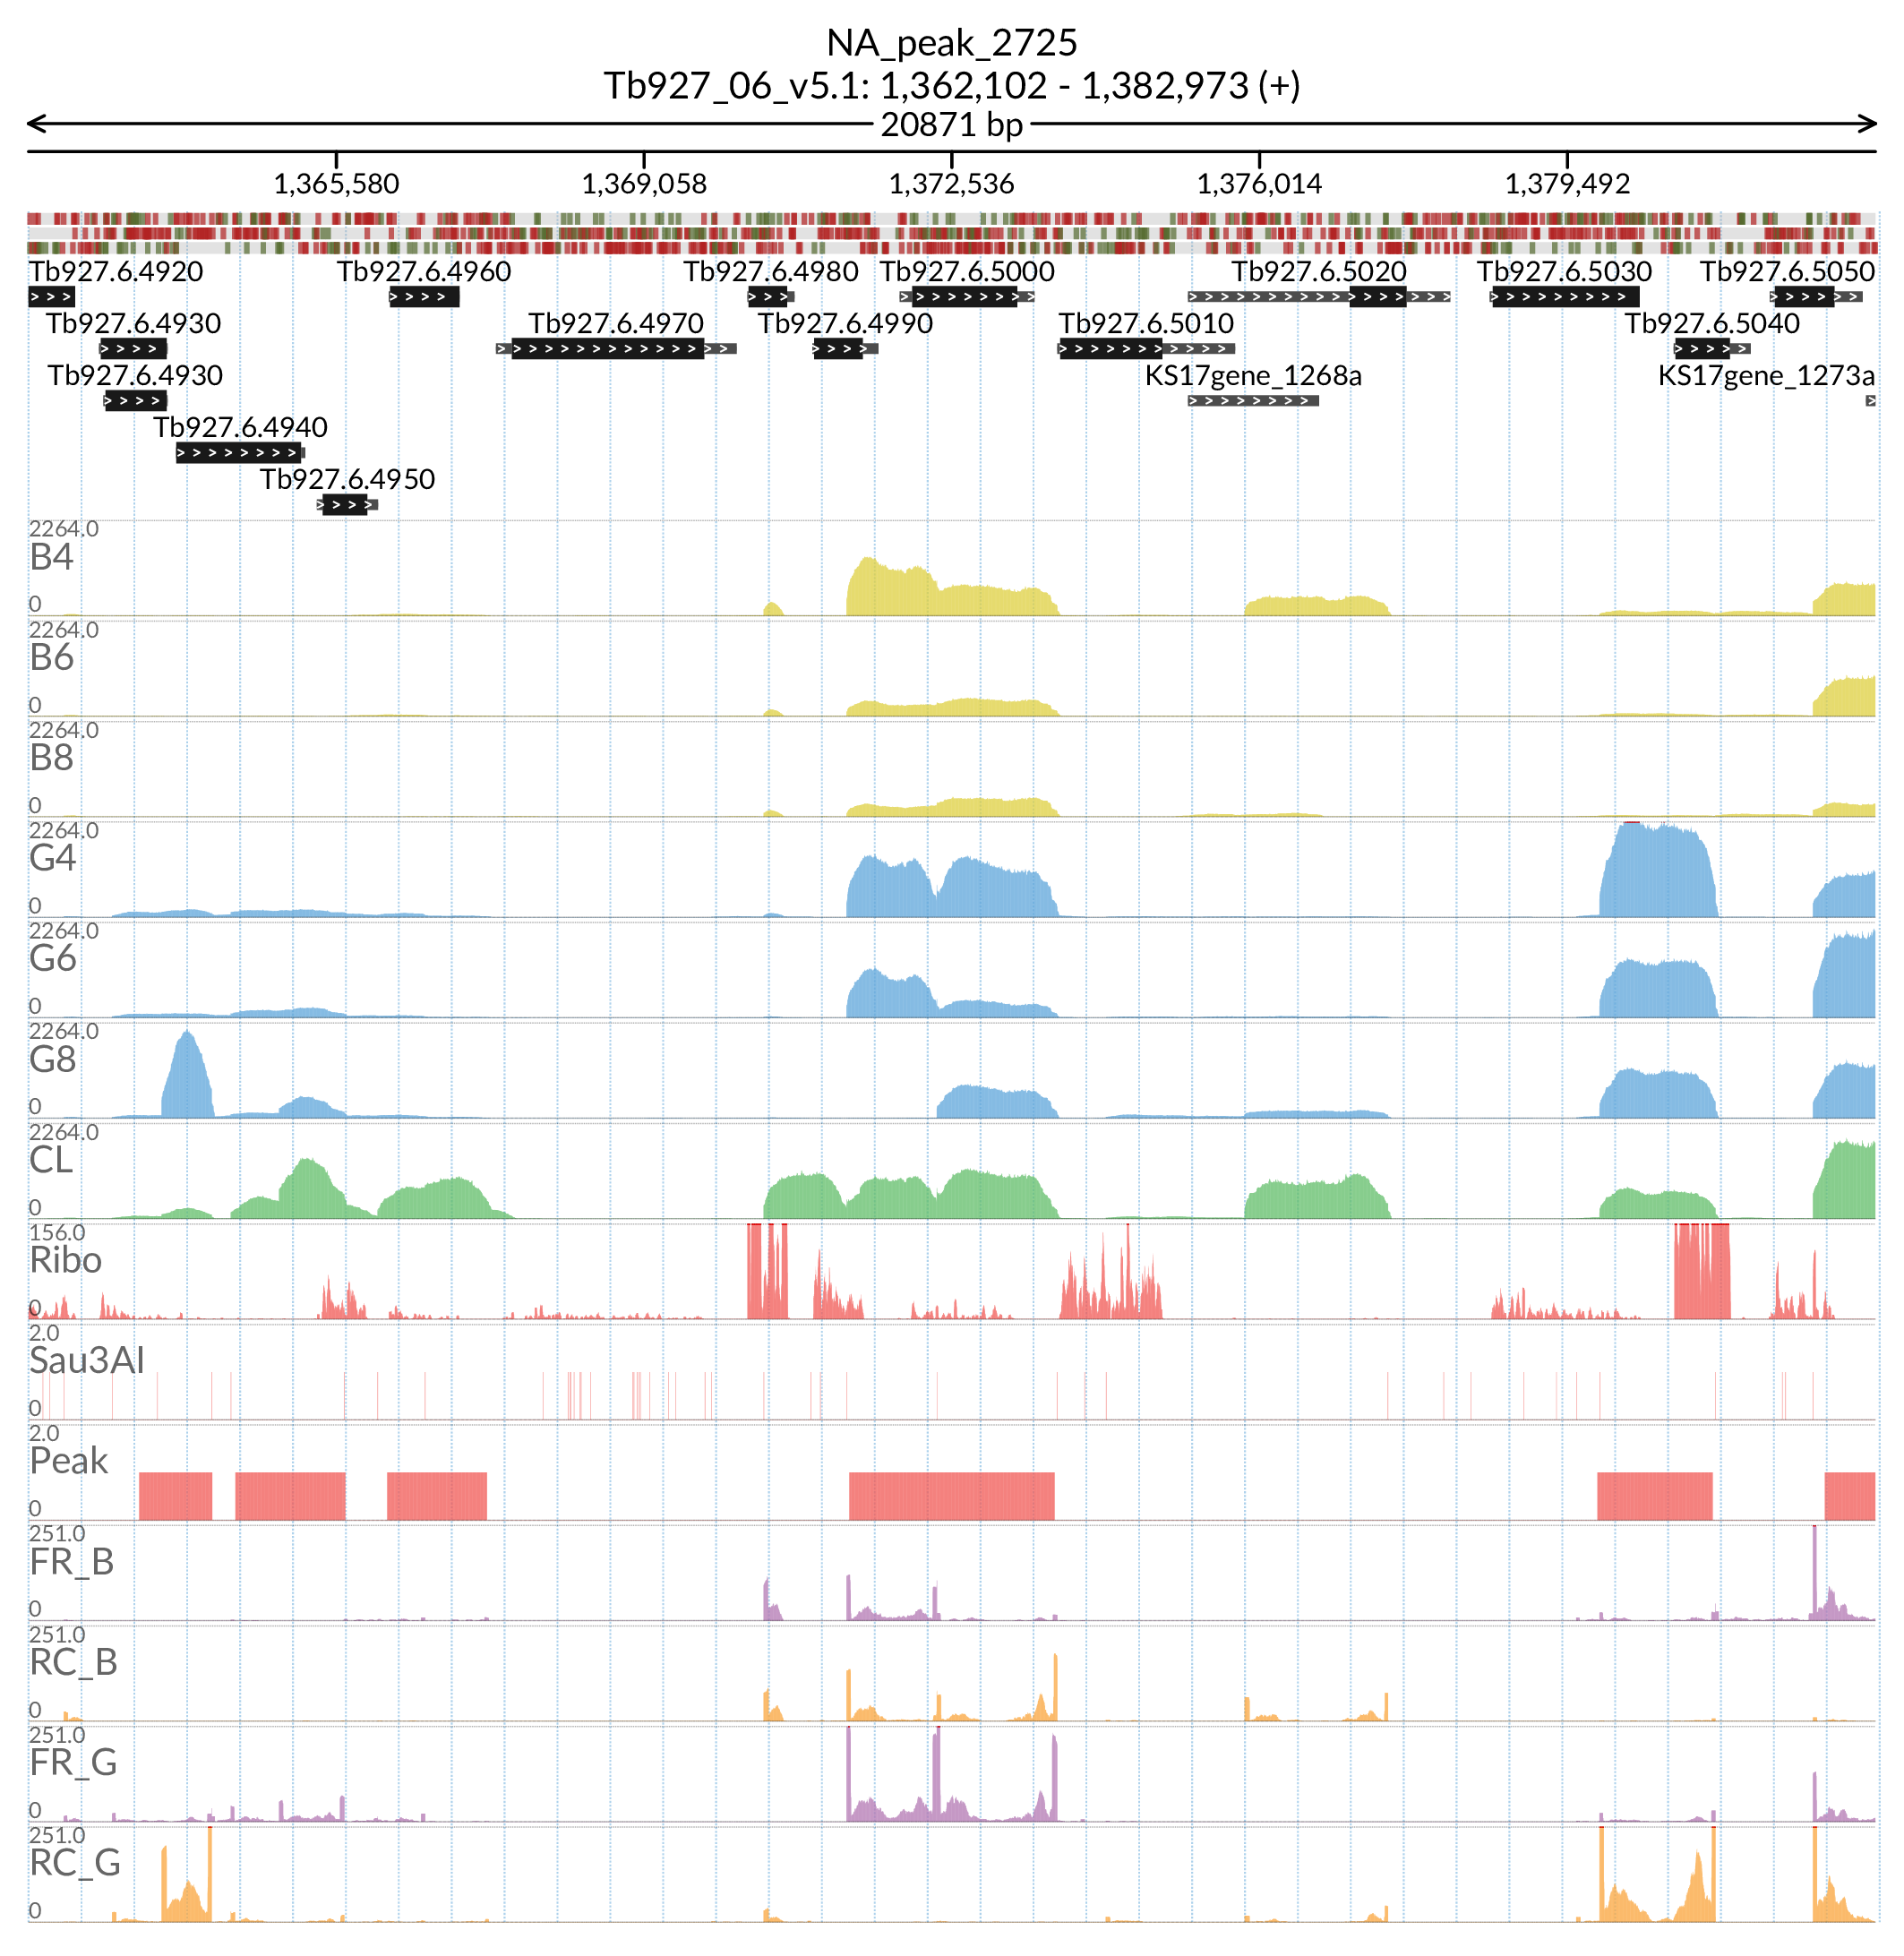 NA_peak_2725
Tb927_06_v5.1: 1,362,102 - 1,382,973 (+)
20871 bp
1,365,580 1,369,058 1,372,536 1,376,014 1,379,492
Tb927.6.4920 Tb927.6.4960 Tb927.6.4980 Tb927.6.5000 Tb927.6.5020 Tb927.6.5030 Tb927.6.5050
Tb927.6.4930 Tb927.6.4970 Tb927.6.4990 Tb927.6.5010 Tb927.6.5040
Tb927.6.4930 KS17gene_1268a KS17gene_1273a
Tb927.6.4940
Tb927.6.4950
2264.0
B4
0
2264.0
B6
0
2264.0
B8
0
2264.0
G4
0
2264.0
G6
0
2264.0
G8
0
2264.0
CL
0
156.0
Ribo
0
2.0
Sau3AI
0
2.0
Peak
0
251.0
FR_B
0
251.0
RC_B
0
251.0
FR_G
0
251.0
RC_G
0